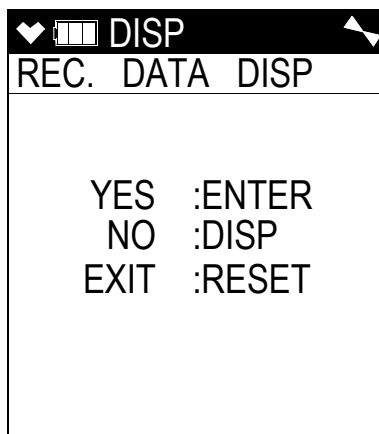 DISP
REC. DATA DISP
YES :ENTER
NO :DISP
EXIT :RESET